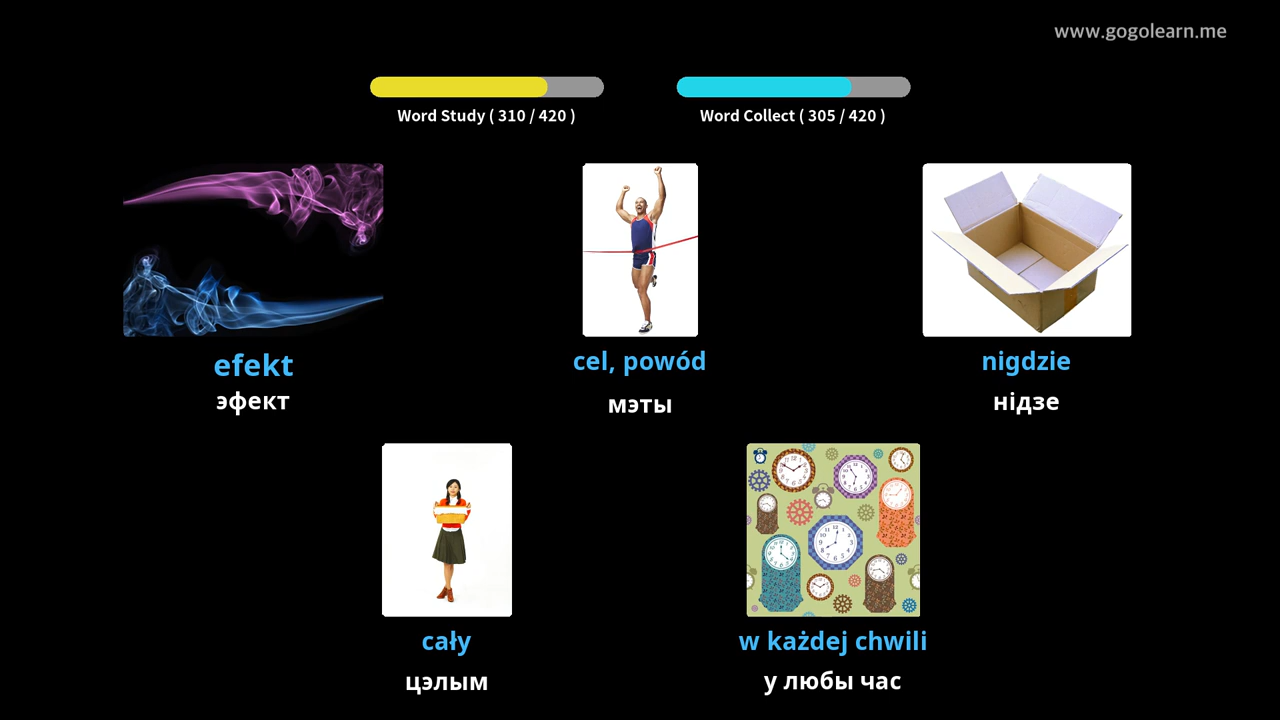 www.gogolearn.me
Word Study ( 310 / 420 )
Word Collect ( 305 / 420 )
efekt
эфект
cel, powód
мэты
nigdzie
нідзе
cały
цэлым
w każdej chwili
у любы час